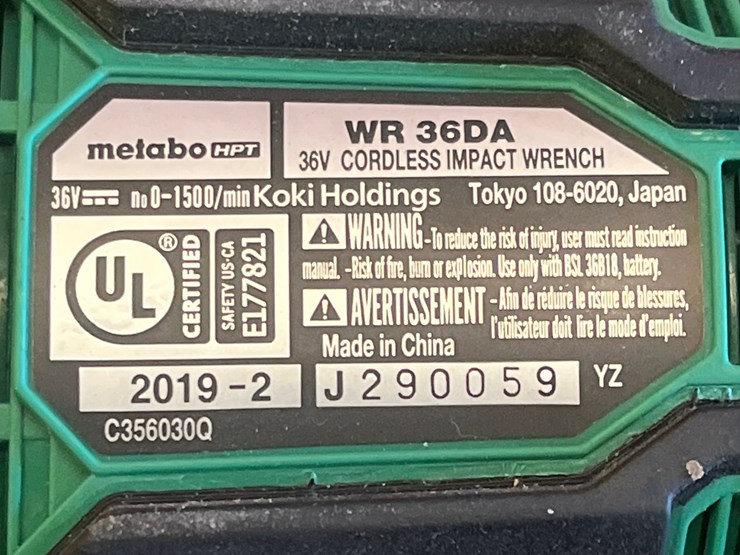 metabo HPT
WR 36DA
36V CORDLESS IMPACT WRENCH
36V⎓ n₀ 0-1500/min Koki Holdings Tokyo 108-6020, Japan
UL ® CERTIFIED
SAFETY US·CA
E177821
⚠ WARNING -To reduce the risk of injury, user must read instruction
manual. -Risk of fire, burn or explosion. Use only with BSL 36B18, battery.
⚠ AVERTISSEMENT -Afin de réduire le risque de blessures,
l'utilisateur doit lire le mode d'emploi.
Made in China
2019-2 J290059 YZ
C356030Q